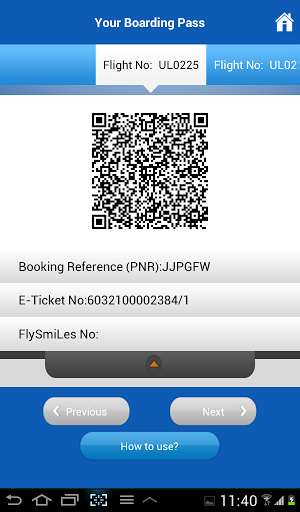 Your Boarding Pass
Flight No: UL0225
Flight No: UL02
Booking Reference (PNR):JJPGFW
E-Ticket No:6032100002384/1
FlySmiLes No:
Previous
Next
How to use?
11:40